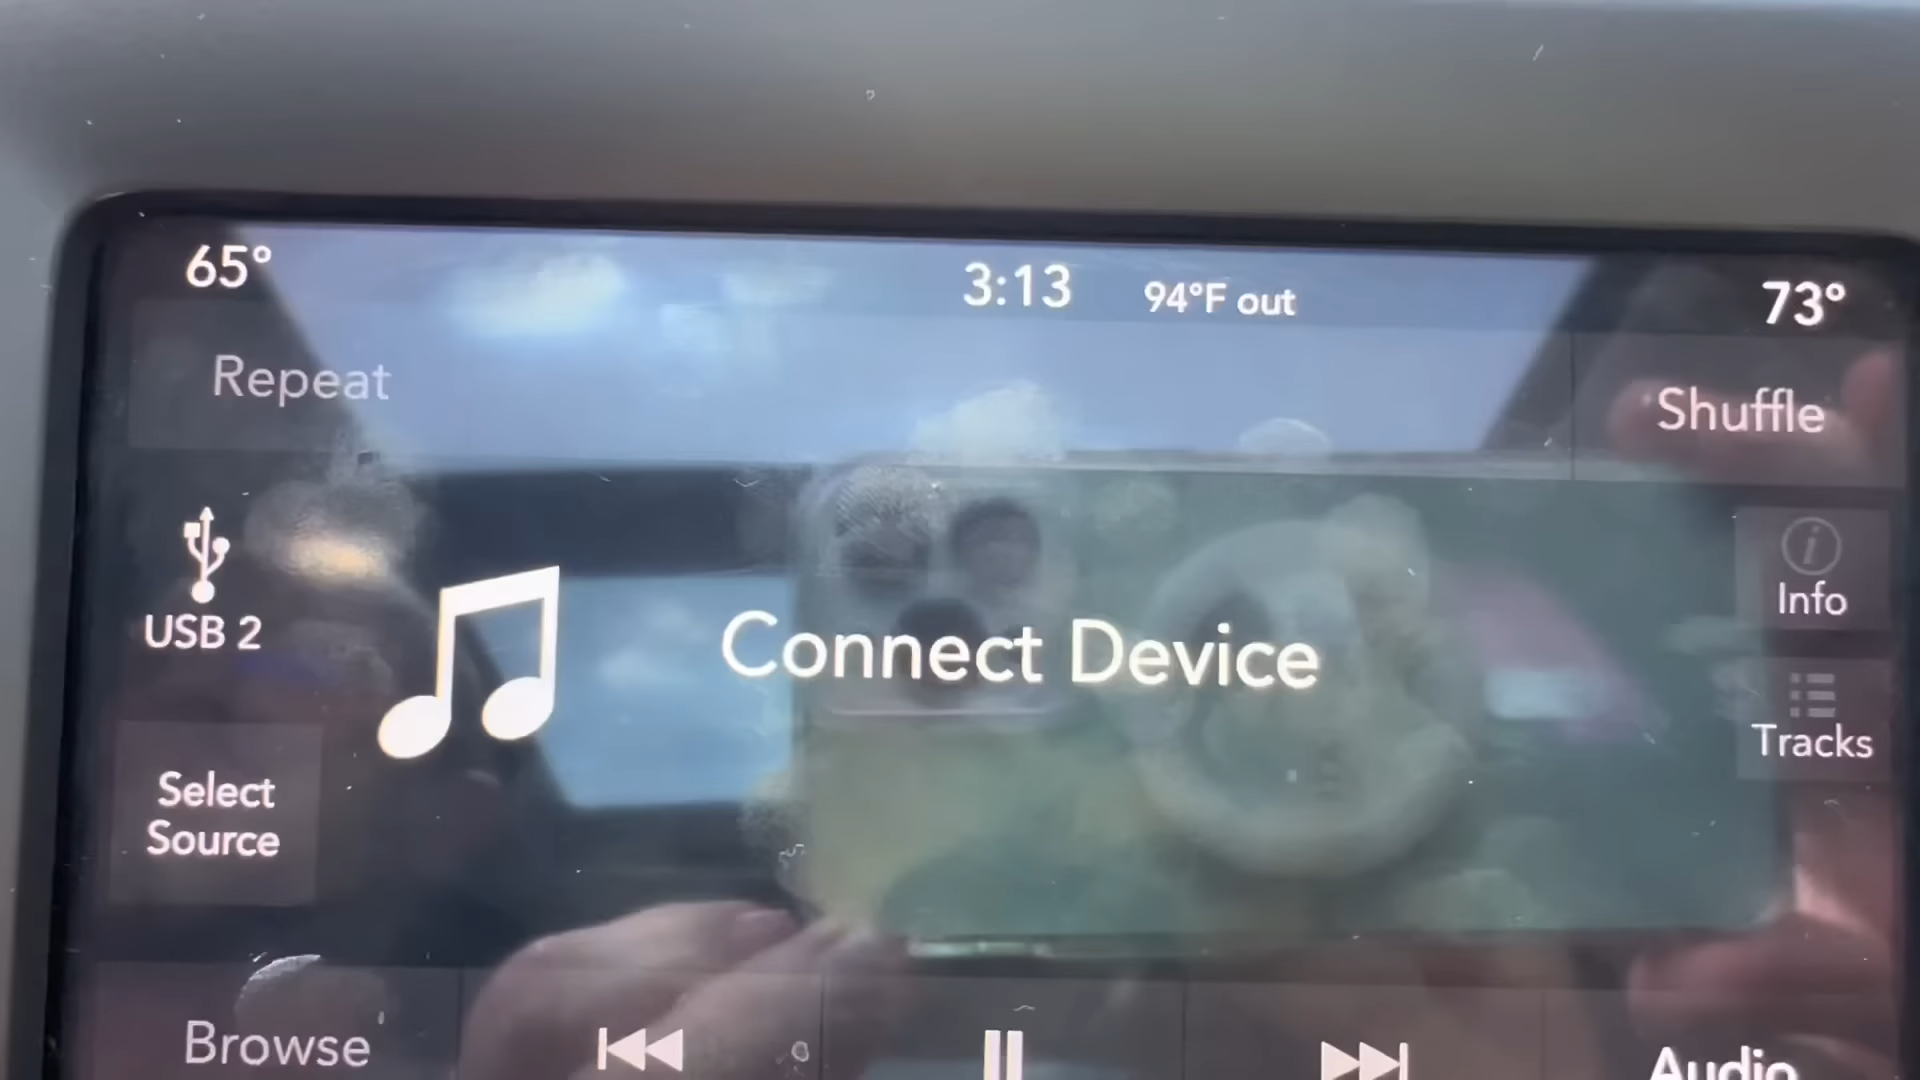 65° 3:13 94°F out 73°
Repeat
Shuffle
USB 2
Connect Device
Info
Tracks
Select
Source
Browse
Audio